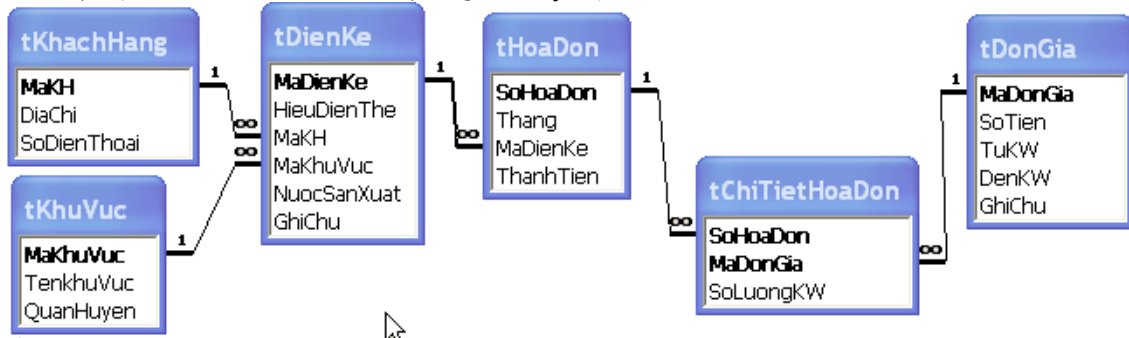 tKhachHang
MaKH
DiaChi
SoDienThoai
tKhuVuc
MaKhuVuc
TenkhuVuc
QuanHuyen
tDienKe
MaDienKe
HieuDienThe
MaKH
MaKhuVuc
NuocSanXuat
GhiChu
tHoaDon
SoHoaDon
Thang
MaDienKe
ThanhTien
tChiTietHoaDon
SoHoaDon
MaDonGia
SoLuongKW
tDonGia
MaDonGia
SoTien
TuKW
DenKW
GhiChu
1
∞
1
∞
1
∞
1
∞
1
∞